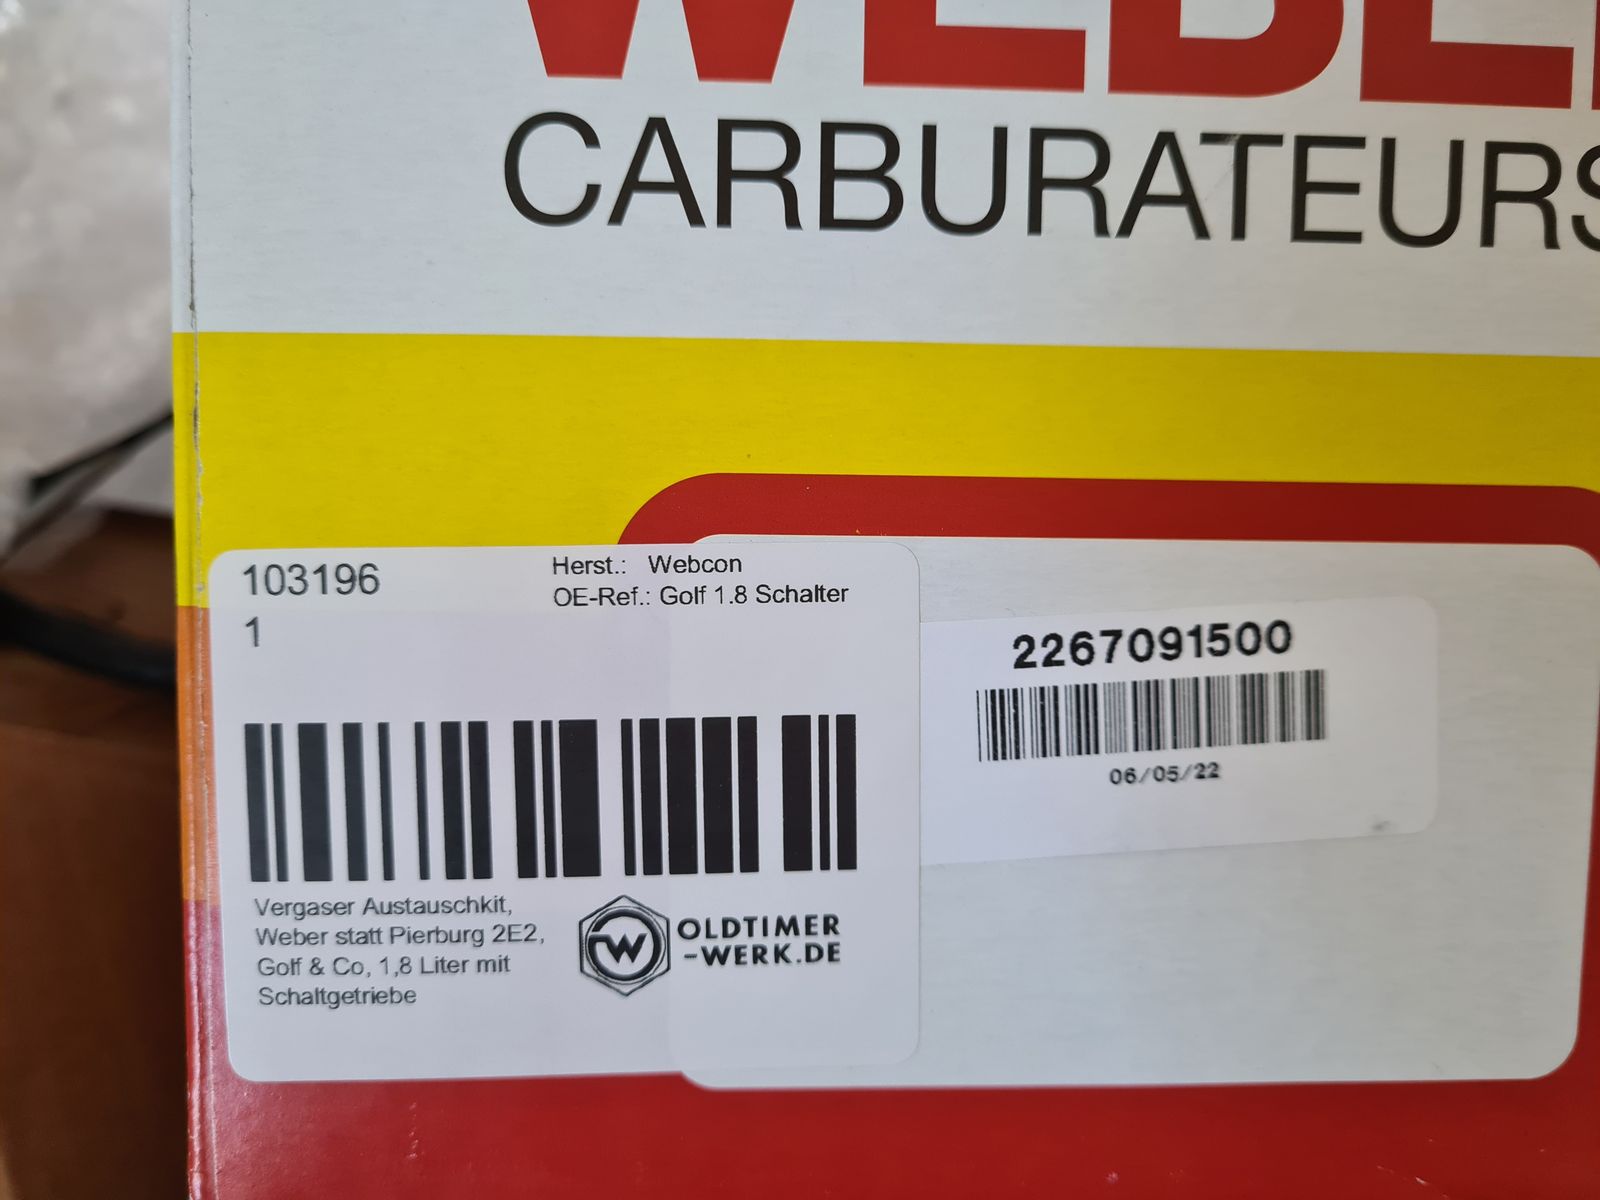 WEBER
CARBURATEURS
103196
1
Herst.: Webcon
OE-Ref.: Golf 1.8 Schalter
Vergaser Austauschkit,
Weber statt Pierburg 2E2,
Golf & Co, 1,8 Liter mit
Schaltgetriebe
W
OLDTIMER
-WERK.DE
2267091500
06/05/22